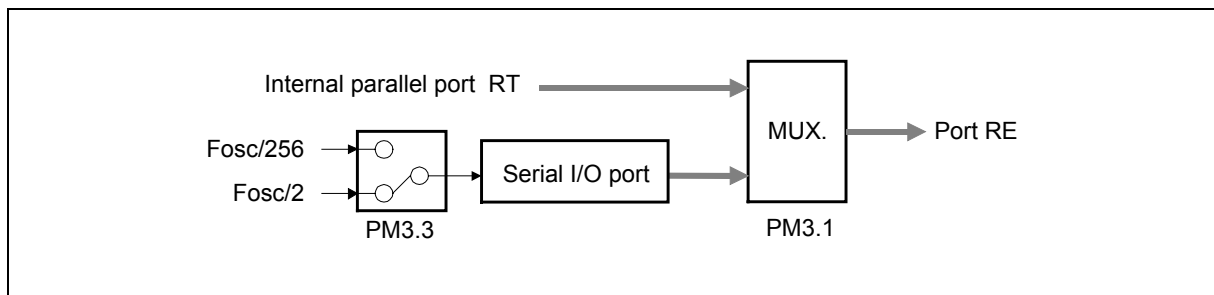 Internal parallel port RT
MUX.
Port RE
Fosc/256
Serial I/O port
Fosc/2
PM3.3
PM3.1